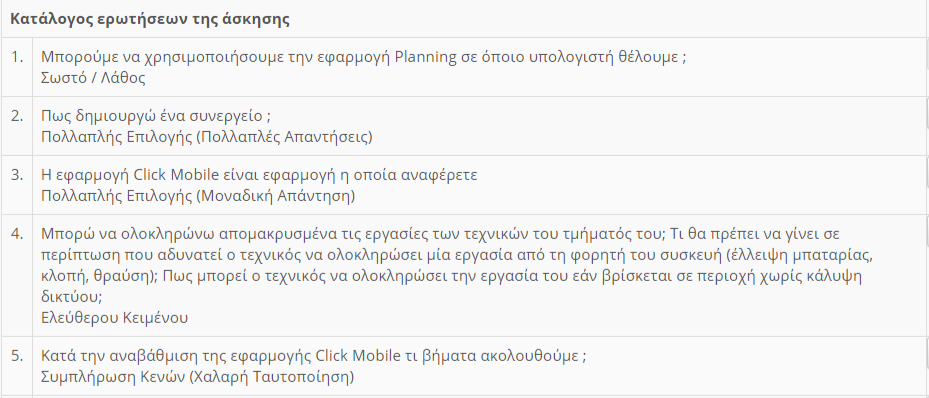 Κατάλογος ερωτήσεων της άσκησης
1. Μπορούμε να χρησιμοποιήσουμε την εφαρμογή Planning σε όποιο υπολογιστή θέλουμε ;
Σωστό / Λάθος
2. Πως δημιουργώ ένα συνεργείο ;
Πολλαπλής Επιλογής (Πολλαπλές Απαντήσεις)
3. Η εφαρμογή Click Mobile είναι εφαρμογή η οποία αναφέρετε
Πολλαπλής Επιλογής (Μοναδική Απάντηση)
4. Μπορώ να ολοκληρώνω απομακρυσμένα τις εργασίες των τεχνικών του τμήματός του; Τι θα πρέπει να γίνει σε
περίπτωση που αδυνατεί ο τεχνικός να ολοκληρώσει μία εργασία από τη φορητή του συσκευή (έλλειψη μπαταρίας,
κλοπή, θραύση); Πως μπορεί ο τεχνικός να ολοκληρώσει την εργασία του εάν βρίσκεται σε περιοχή χωρίς κάλυψη
δικτύου;
Ελεύθερου Κειμένου
5. Κατά την αναβάθμιση της εφαρμογής Click Mobile τι βήματα ακολουθούμε ;
Συμπλήρωση Κενών (Χαλαρή Ταυτοποίηση)